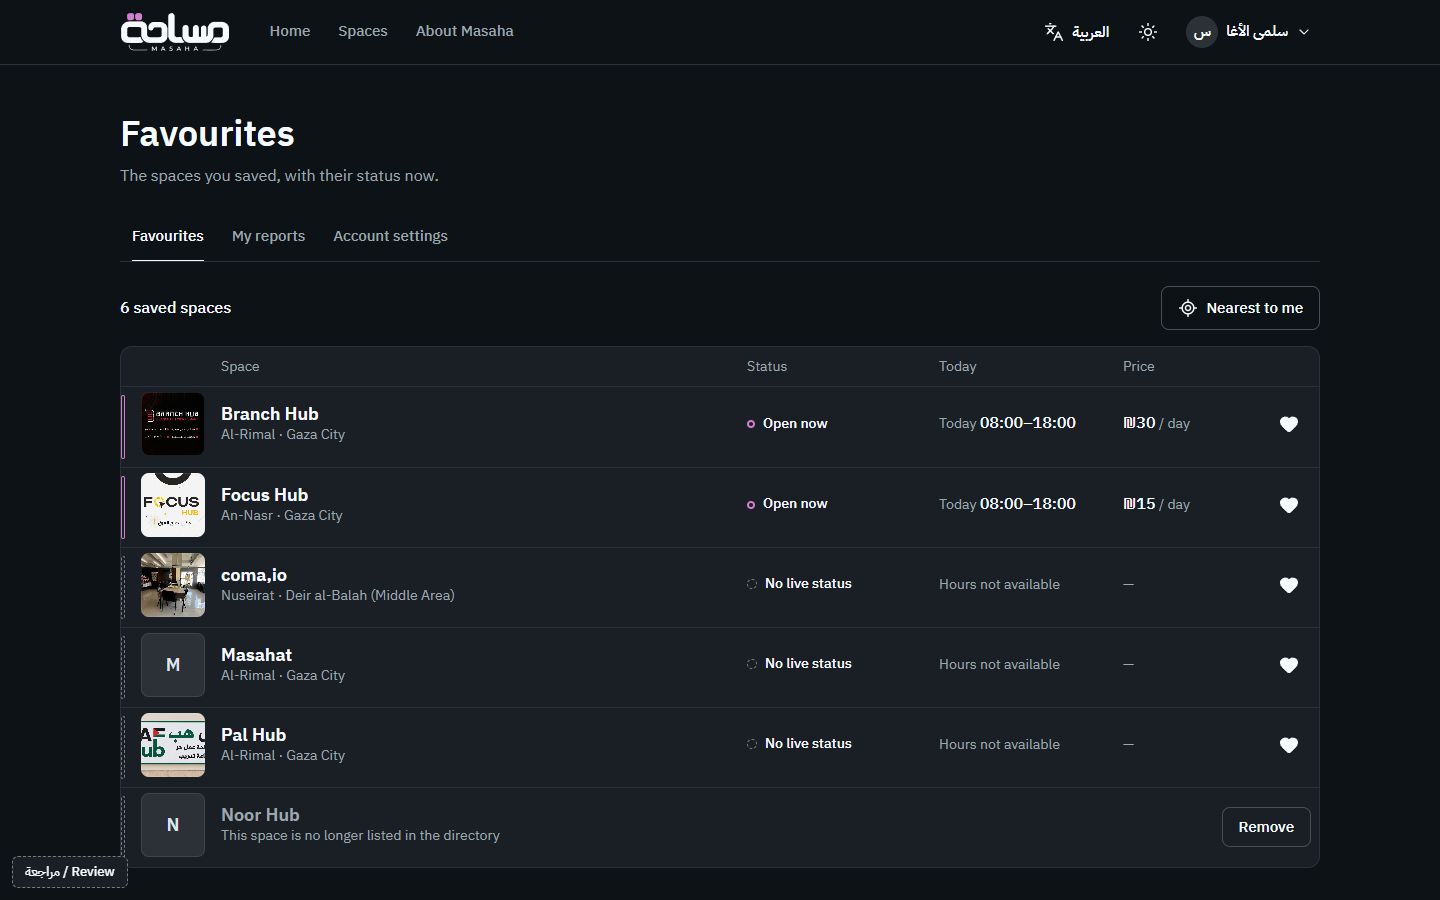 مساحة
MASAHA
Home
Spaces
About Masaha
العربية
س
سلمى الأغا
Favourites
The spaces you saved, with their status now.
Favourites
My reports
Account settings
6 saved spaces
Nearest to me
Space
Status
Today
Price
BRANCH HUB
Branch Hub
Al-Rimal · Gaza City
Open now
Today 08:00–18:00
₪30 / day
FOCUS
HUB
Focus Hub
An-Nasr · Gaza City
Open now
Today 08:00–18:00
₪15 / day
coma,io
Nuseirat · Deir al-Balah (Middle Area)
No live status
Hours not available
—
M
Masahat
Al-Rimal · Gaza City
No live status
Hours not available
—
هب
ub
Pal Hub
Al-Rimal · Gaza City
No live status
Hours not available
—
N
Noor Hub
This space is no longer listed in the directory
Remove
مراجعة / Review